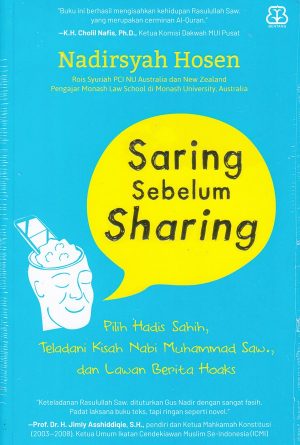 "Buku ini berhasil mengisahkan kehidupan Rasulullah Saw.
yang merupakan cerminan Al-Quran."
—K.H. Cholil Nafis, Ph.D., Ketua Komisi Dakwah MUI Pusat
BENTANG
Nadirsyah Hosen
Rois Syuriah PCI NU Australia dan New Zealand
Pengajar Monash Law School di Monash University, Australia
Saring
Sebelum
Sharing
Pilih Hadis Sahih,
Teladani Kisah Nabi Muhammad Saw.,
dan Lawan Berita Hoaks
"Keteladanan Rasulullah Saw. dituturkan Gus Nadir dengan sangat fasih.
Padat laksana buku teks, tapi ringan seperti novel."
—Prof. Dr. H. Jimly Asshiddiqie, S.H., pendiri dan Ketua Mahkamah Konstitusi
(2003–2008), Ketua Umum Ikatan Cendekiawan Muslim Se-Indonesia (ICMI)